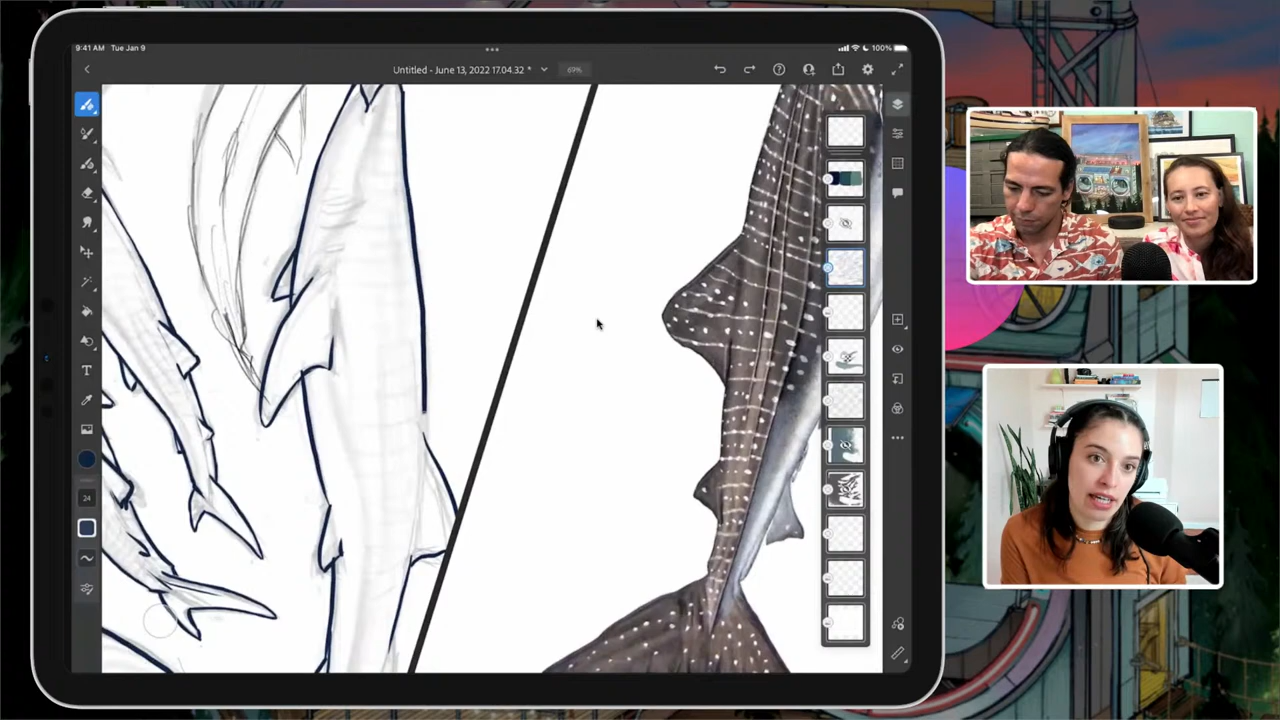 9:41 AM Tue Jan 9
100%
Untitled - June 13, 2022 17.04.32 *
69%
T
24